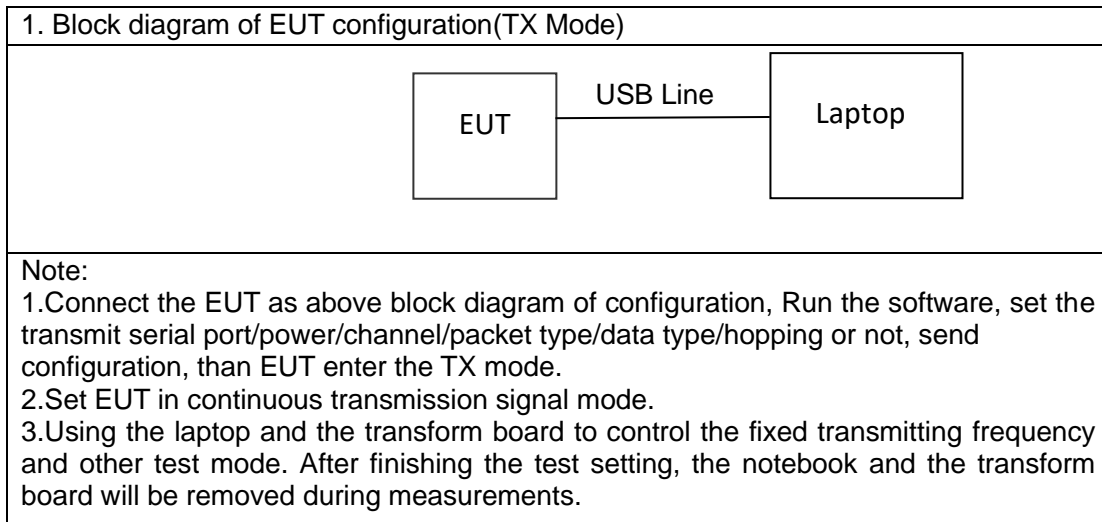 1. Block diagram of EUT configuration(TX Mode)
USB Line
EUT
Laptop
Note:
1.Connect the EUT as above block diagram of configuration, Run the software, set the
transmit serial port/power/channel/packet type/data type/hopping or not, send
configuration, than EUT enter the TX mode.
2.Set EUT in continuous transmission signal mode.
3.Using the laptop and the transform board to control the fixed transmitting frequency
and other test mode. After finishing the test setting, the notebook and the transform
board will be removed during measurements.